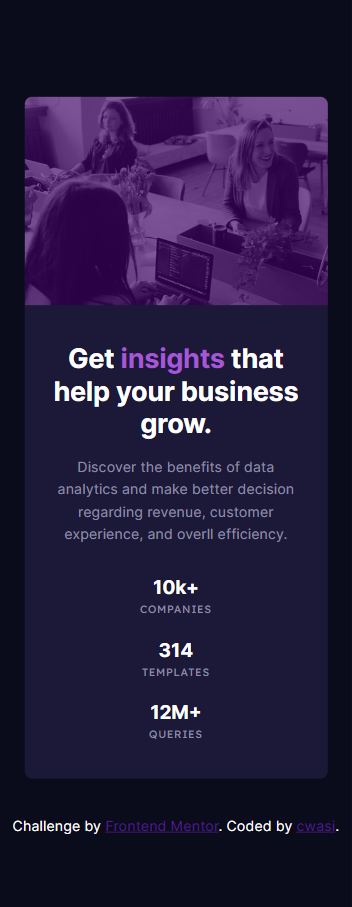 Get insights that
help your business
grow.
Discover the benefits of data
analytics and make better decision
regarding revenue, customer
experience, and overll efficiency.
10k+
COMPANIES
314
TEMPLATES
12M+
QUERIES
Challenge by Frontend Mentor. Coded by cwasi.